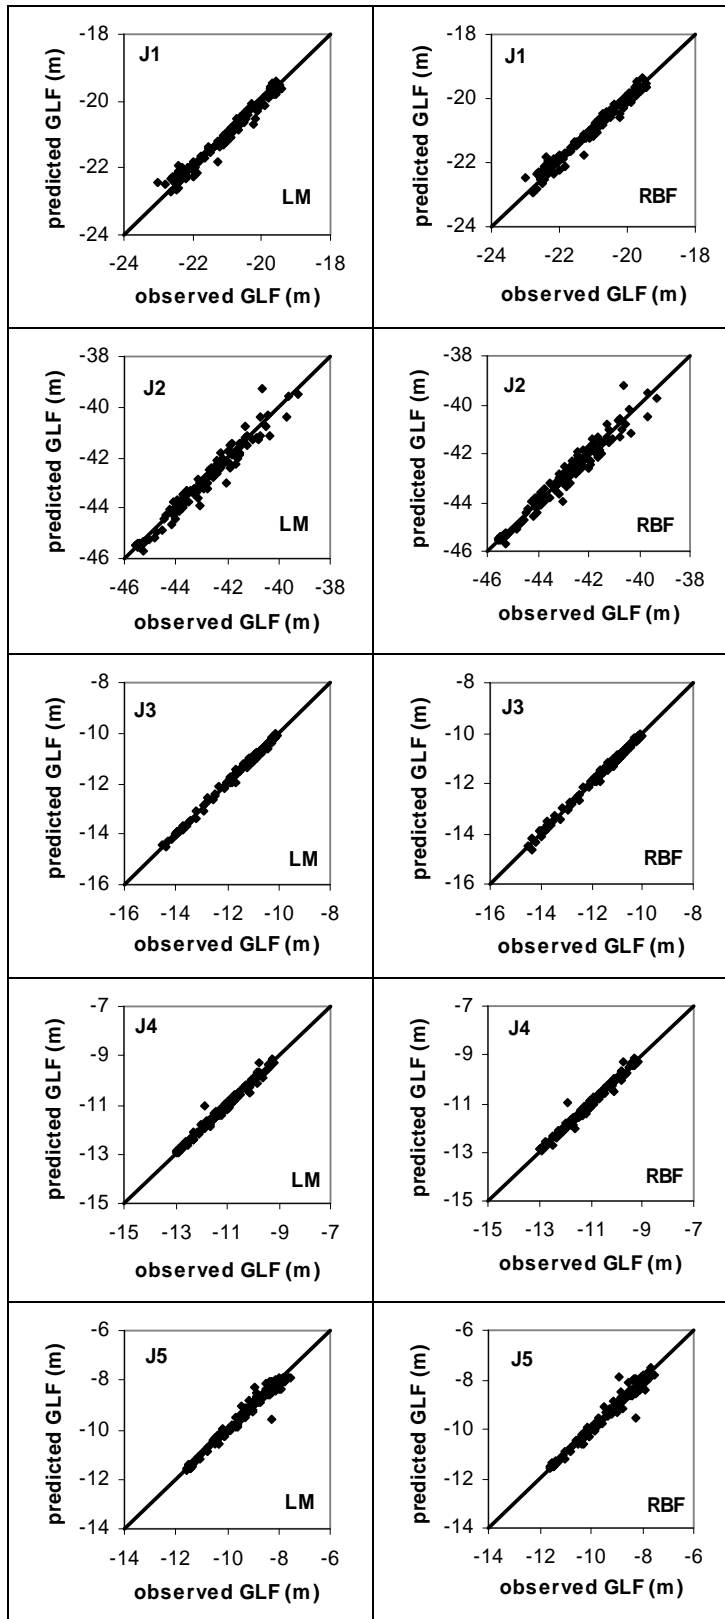 J1
LM
predicted GLF (m)
-18
-20
-22
-24
-24 -22 -20 -18
observed GLF (m)
J1
RBF
predicted GLF (m)
-18
-20
-22
-24
-24 -22 -20 -18
observed GLF (m)
J2
LM
predicted GLF (m)
-38
-40
-42
-44
-46
-46 -44 -42 -40 -38
observed GLF (m)
J2
RBF
predicted GLF (m)
-38
-40
-42
-44
-46
-46 -44 -42 -40 -38
observed GLF (m)
J3
LM
predicted GLF (m)
-8
-10
-12
-14
-16
-16 -14 -12 -10 -8
observed GLF (m)
J3
RBF
predicted GLF (m)
-8
-10
-12
-14
-16
-16 -14 -12 -10 -8
observed GLF (m)
J4
LM
predicted GLF (m)
-7
-9
-11
-13
-15
-15 -13 -11 -9 -7
observed GLF (m)
J4
RBF
predicted GLF (m)
-7
-9
-11
-13
-15
-15 -13 -11 -9 -7
observed GLF (m)
J5
LM
predicted GLF (m)
-6
-8
-10
-12
-14
-14 -12 -10 -8 -6
observed GLF (m)
J5
RBF
predicted GLF (m)
-6
-8
-10
-12
-14
-14 -12 -10 -8 -6
observed GLF (m)